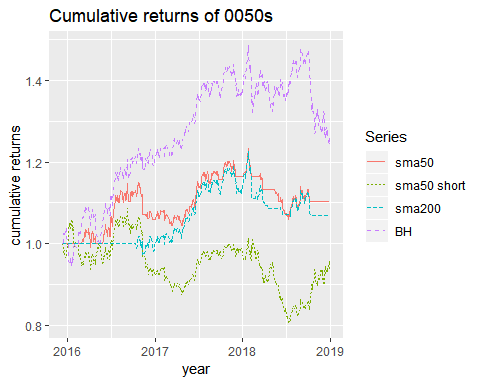 Cumulative returns of 0050s
1.4
1.2
1.0
0.8
cumulative returns
2016
2017
2018
2019
year
Series
sma50
sma50 short
sma200
BH